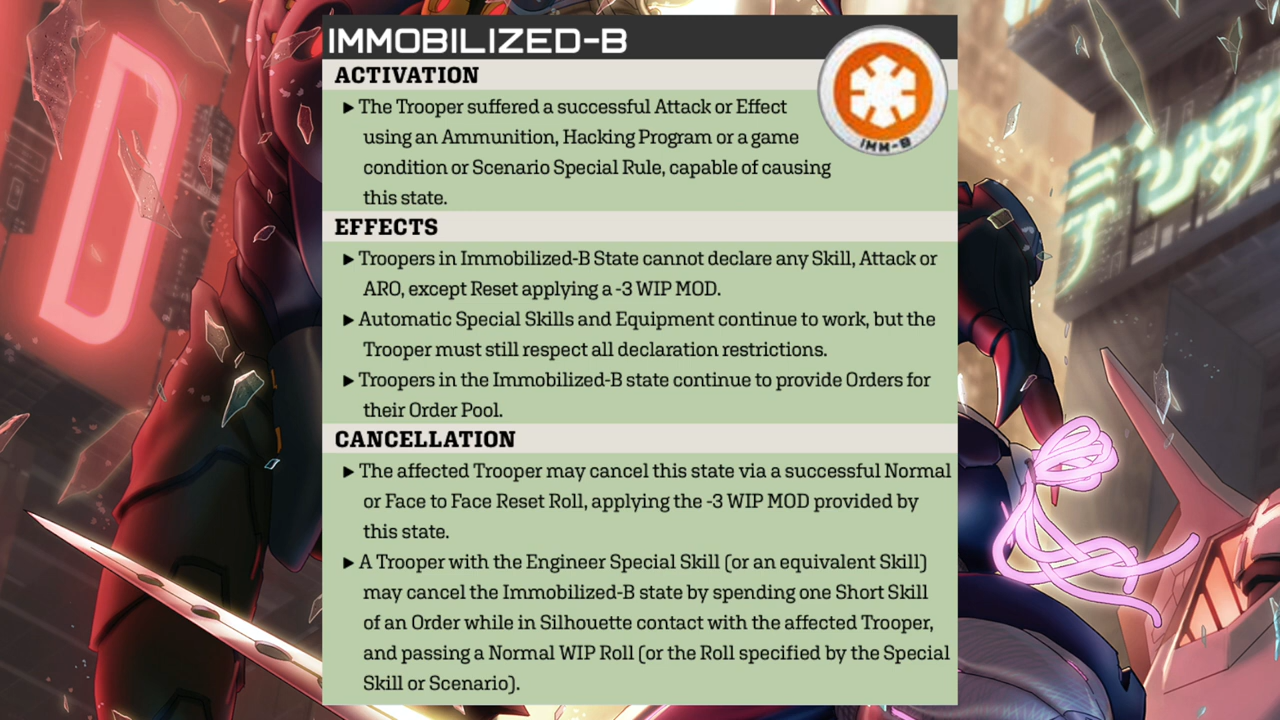 IMMOBILIZED-B
IMM-B
ACTIVATION
▶ The Trooper suffered a successful Attack or Effect
using an Ammunition, Hacking Program or a game
condition or Scenario Special Rule, capable of causing
this state.
EFFECTS
▶ Troopers in Immobilized-B State cannot declare any Skill, Attack or
ARO, except Reset applying a -3 WIP MOD.
▶ Automatic Special Skills and Equipment continue to work, but the
Trooper must still respect all declaration restrictions.
▶ Troopers in the Immobilized-B state continue to provide Orders for
their Order Pool.
CANCELLATION
▶ The affected Trooper may cancel this state via a successful Normal
or Face to Face Reset Roll, applying the -3 WIP MOD provided by
this state.
▶ A Trooper with the Engineer Special Skill (or an equivalent Skill)
may cancel the Immobilized-B state by spending one Short Skill
of an Order while in Silhouette contact with the affected Trooper,
and passing a Normal WIP Roll (or the Roll specified by the Special
Skill or Scenario).
D